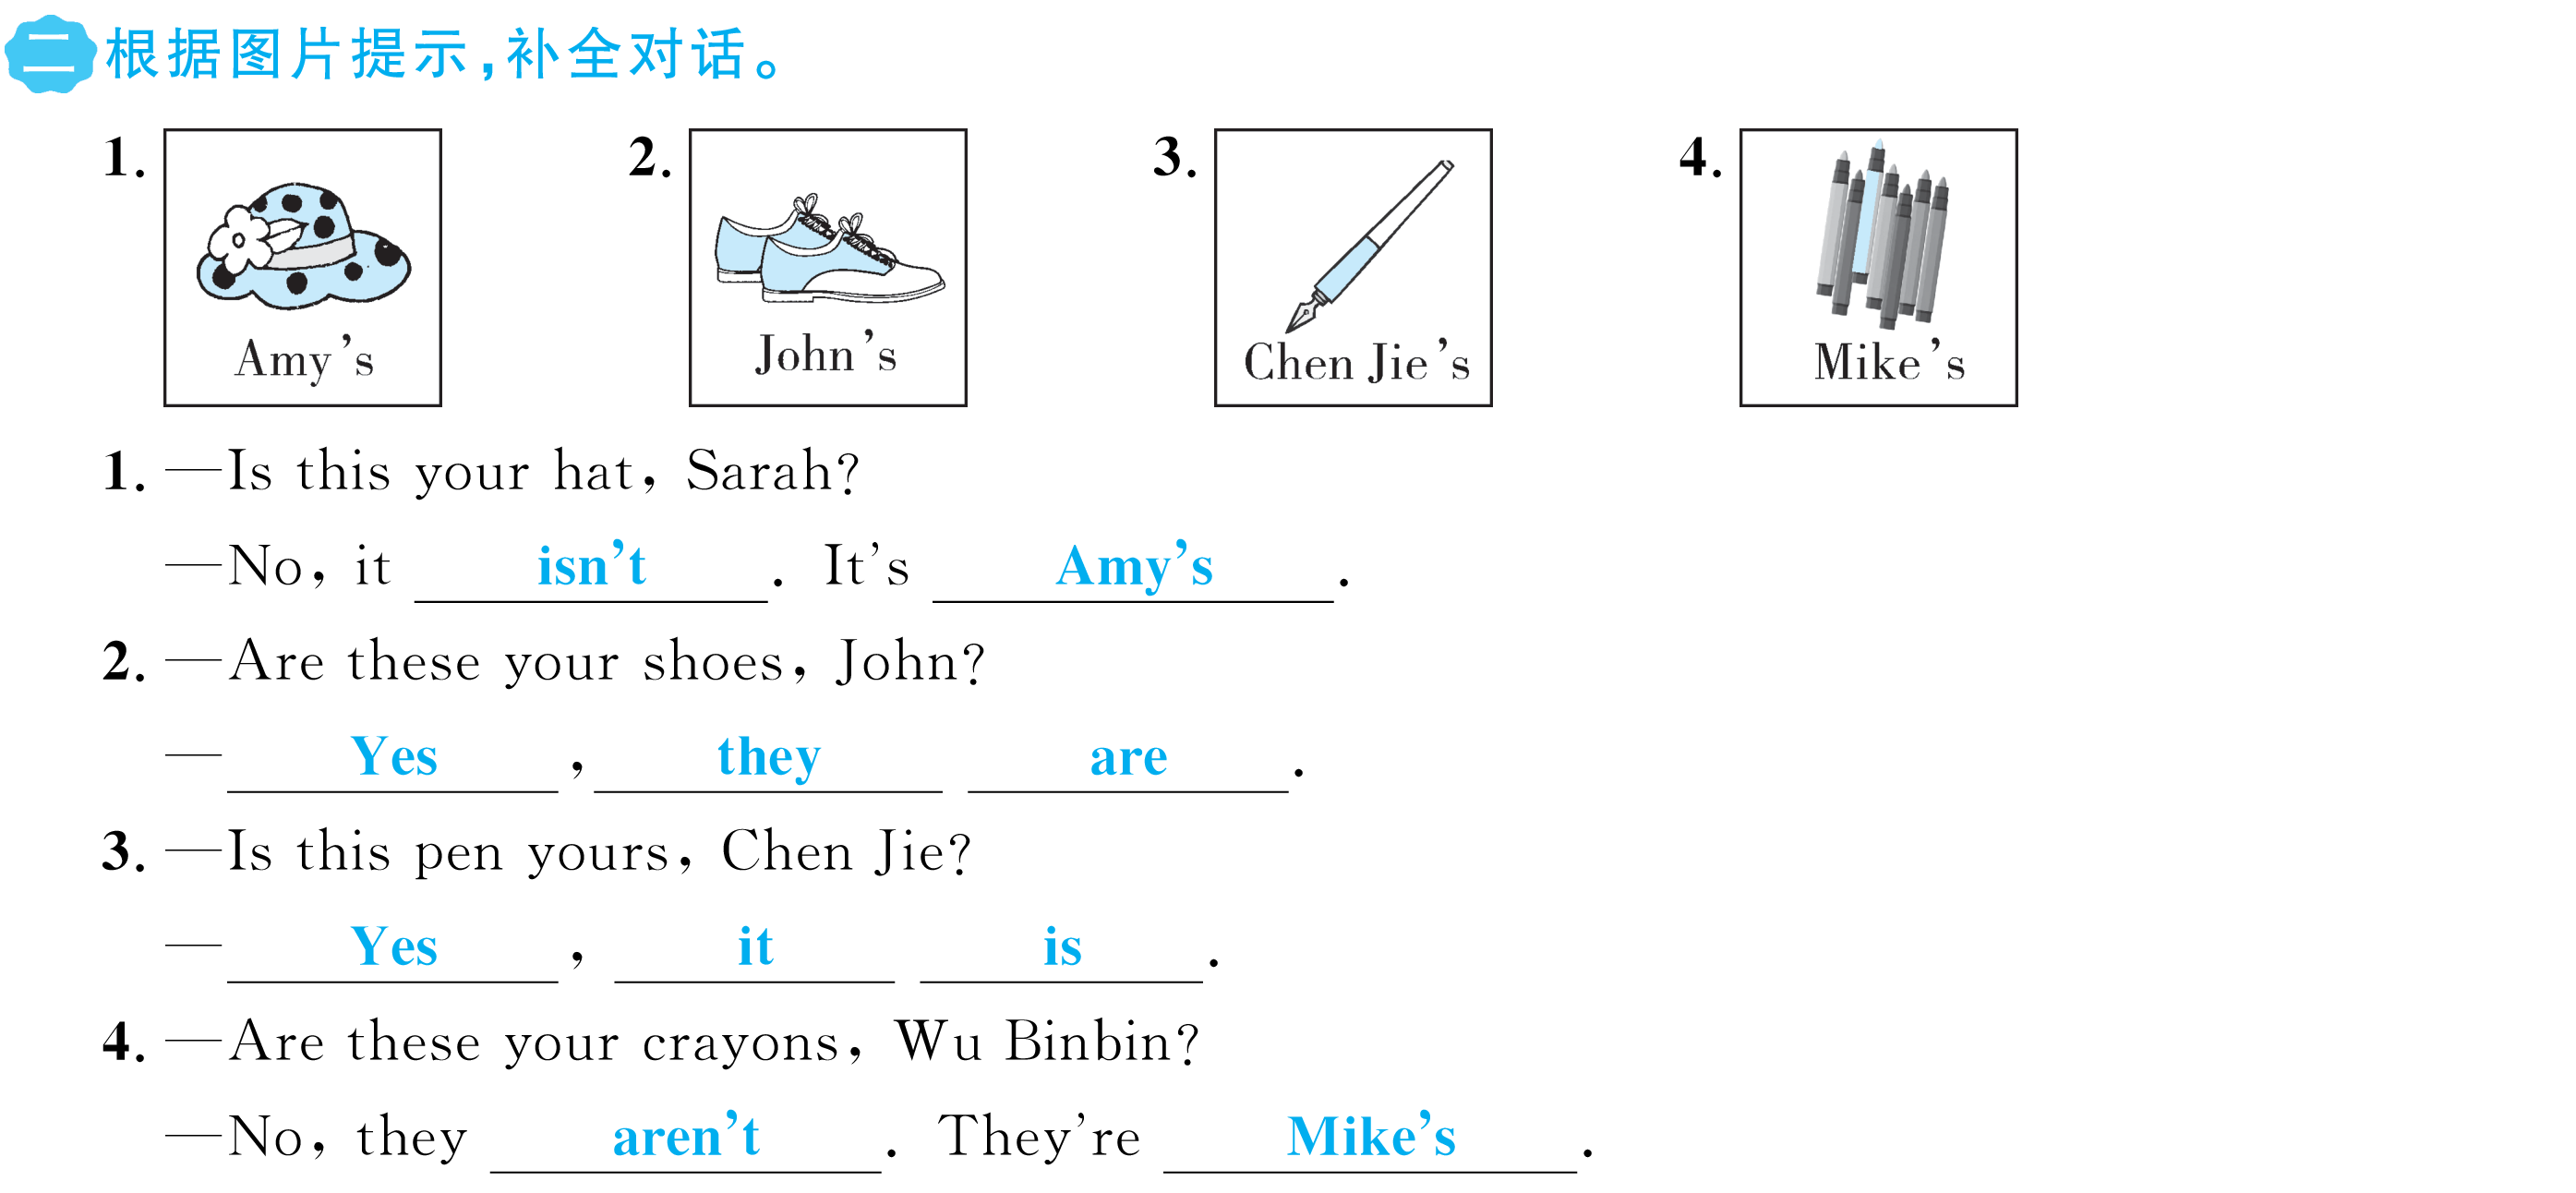 二 根据图片提示,补全对话。
1. 2. 3. 4.
Amy's John's Chen Jie's Mike's
1. —Is this your hat, Sarah?
—No, it isn't. It's Amy's.
2. —Are these your shoes, John?
—Yes, they are.
3. —Is this pen yours, Chen Jie?
—Yes, it is.
4. —Are these your crayons, Wu Binbin?
—No, they aren't. They're Mike's.